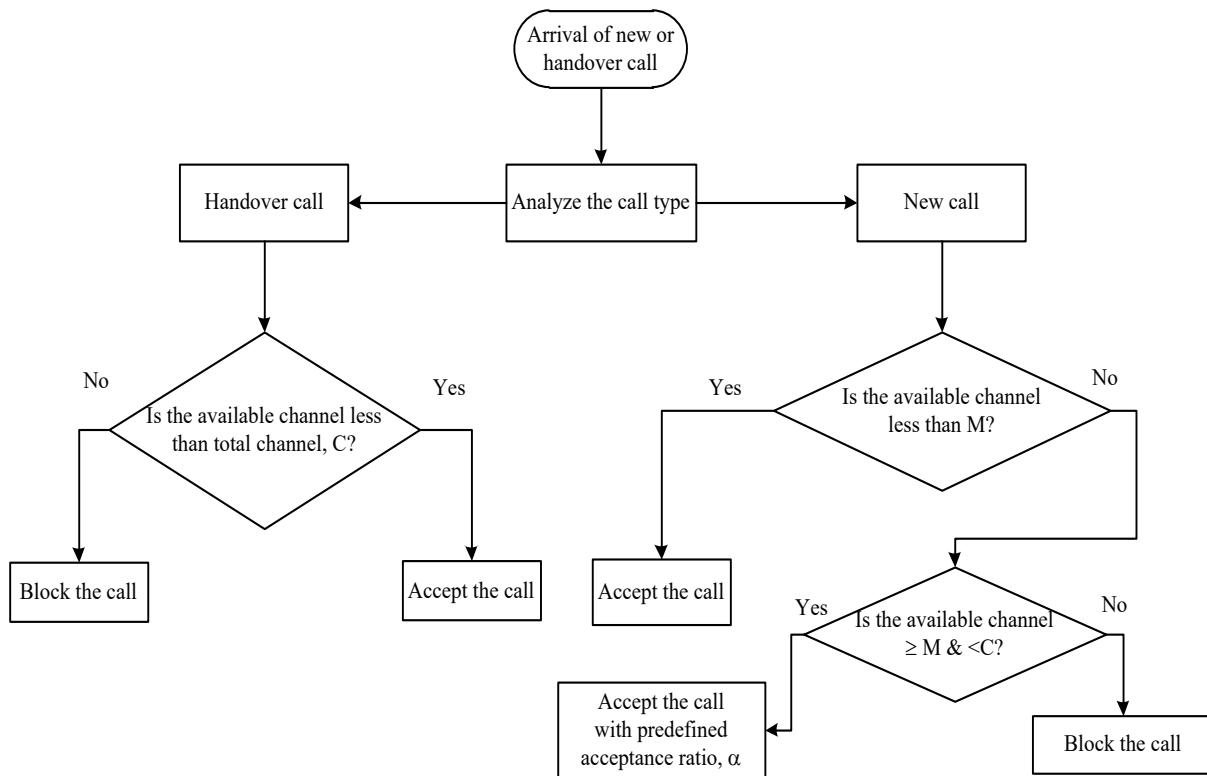 Arrival of new or
handover call
Handover call
Analyze the call type
New call
No
Yes
Is the available channel less
than total channel, C?
Yes
No
Is the available channel
less than M?
Block the call
Accept the call
Accept the call
Yes
No
Is the available channel
≥ M & <C?
Accept the call
with predefined
acceptance ratio, α
Block the call